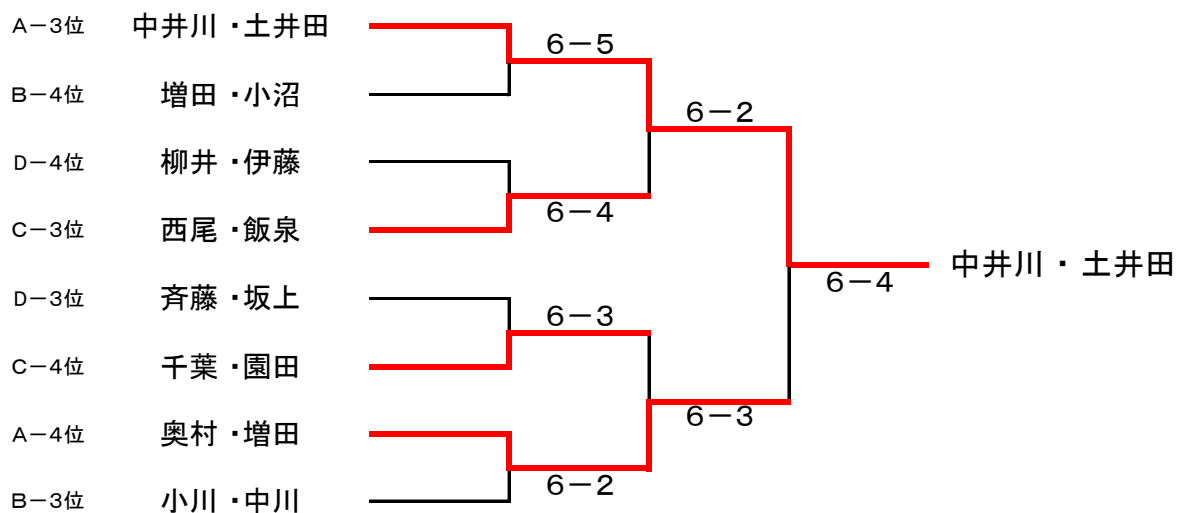 A－3位 中井川・土井田
6－5
B－4位 増田・小沼
6－2
D－4位 柳井・伊藤
6－4
C－3位 西尾・飯泉
中井川・土井田
6－4
D－3位 斉藤・坂上
6－3
C－4位 千葉・園田
6－3
A－4位 奥村・増田
6－2
B－3位 小川・中川